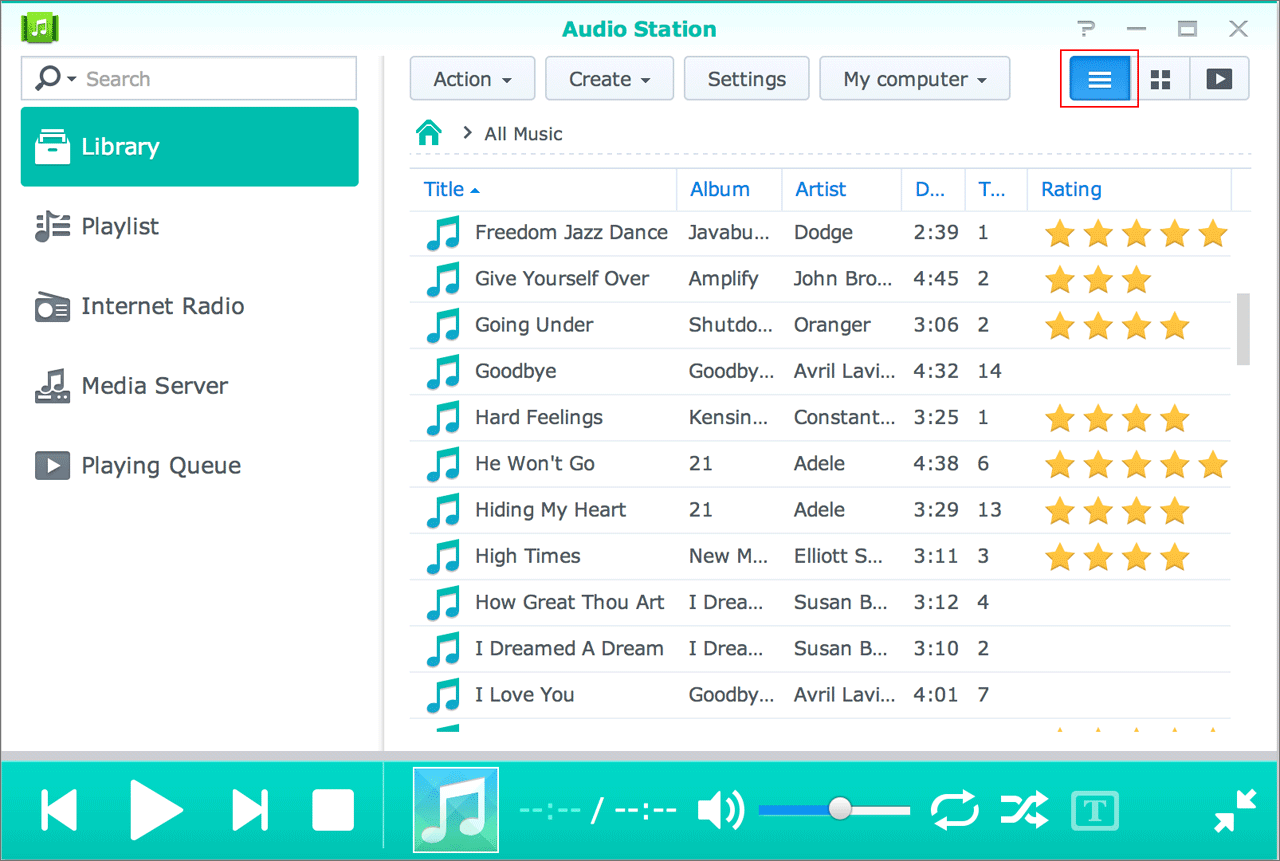 Audio Station
?
Search
Action Create Settings My computer
Library
Playlist
Internet Radio
Media Server
Playing Queue
> All Music
Title Album Artist D... T... Rating
Freedom Jazz Dance Javabu... Dodge 2:39 1
Give Yourself Over Amplify John Bro... 4:45 2
Going Under Shutdo... Oranger 3:06 2
Goodbye Goodby... Avril Lavi... 4:32 14
Hard Feelings Kensin... Constant... 3:25 1
He Won't Go 21 Adele 4:38 6
Hiding My Heart 21 Adele 3:29 13
High Times New M... Elliott S... 3:11 3
How Great Thou Art I Drea... Susan B... 3:12 4
I Dreamed A Dream I Drea... Susan B... 3:10 2
I Love You Goodby... Avril Lavi... 4:01 7
--:-- / --:-- T